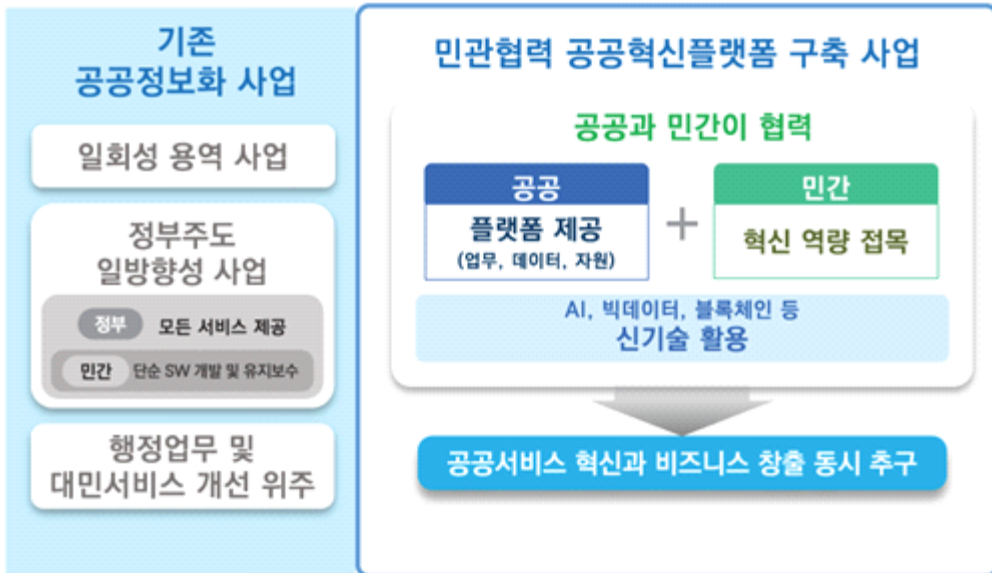 기존
공공정보화 사업
일회성 용역 사업
정부주도
일방향성 사업
정부 모든 서비스 제공
민간 단순 SW 개발 및 유지보수
행정업무 및
대민서비스 개선 위주
민관협력 공공혁신플랫폼 구축 사업
공공과 민간이 협력
공공
플랫폼 제공
(업무, 데이터, 자원)
+
민간
혁신 역량 접목
AI, 빅데이터, 블록체인 등
신기술 활용
공공서비스 혁신과 비즈니스 창출 동시 추구